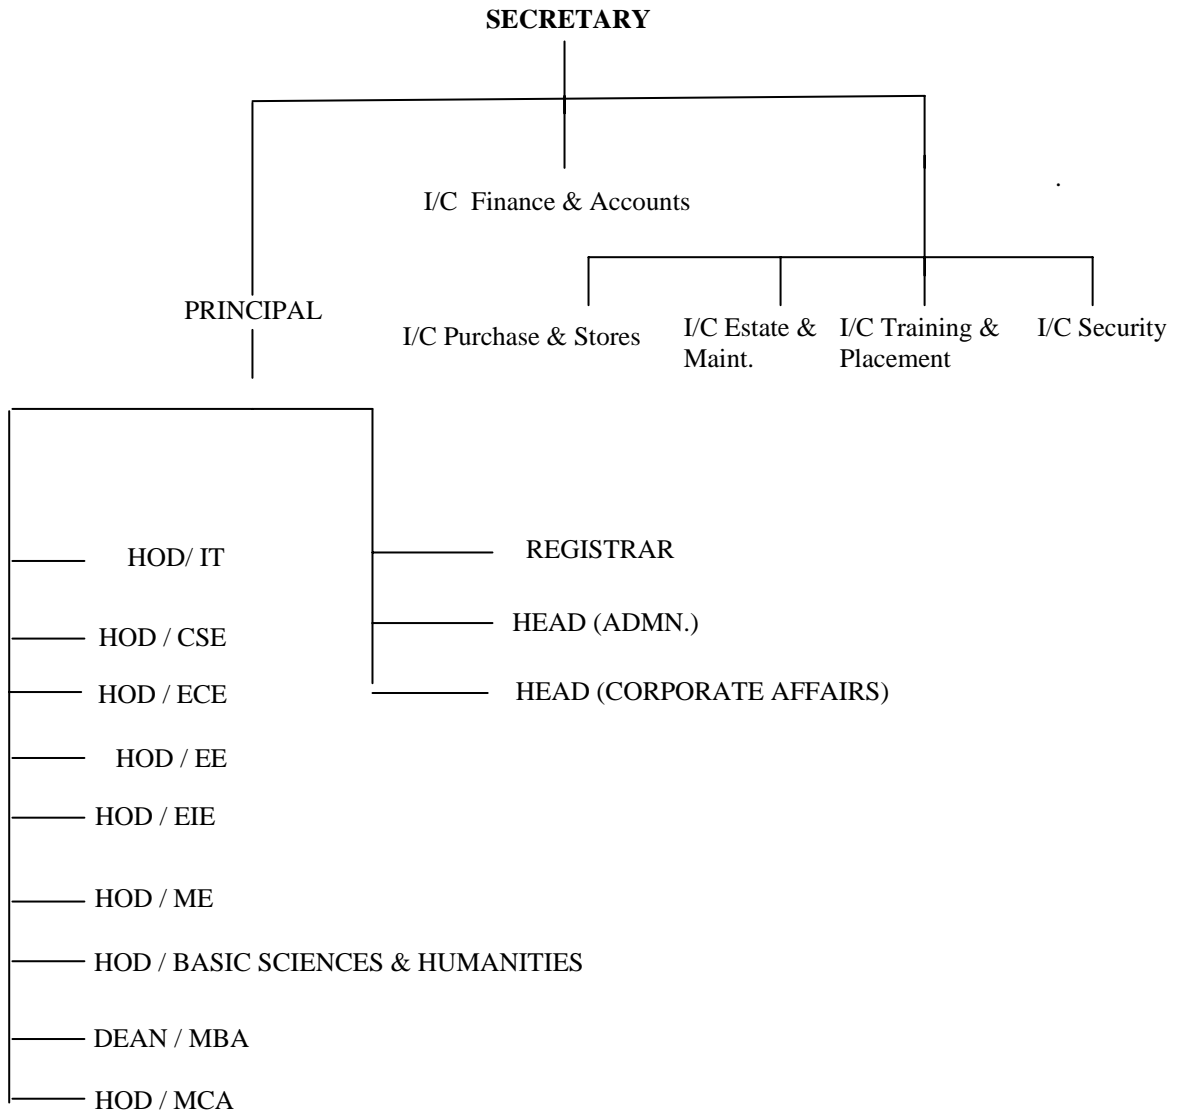 SECRETARY
I/C Finance & Accounts
.
PRINCIPAL
I/C Purchase & Stores
I/C Estate &
Maint.
I/C Training &
Placement
I/C Security
HOD/ IT
HOD / CSE
HOD / ECE
HOD / EE
HOD / EIE
HOD / ME
HOD / BASIC SCIENCES & HUMANITIES
DEAN / MBA
HOD / MCA
REGISTRAR
HEAD (ADMN.)
HEAD (CORPORATE AFFAIRS)